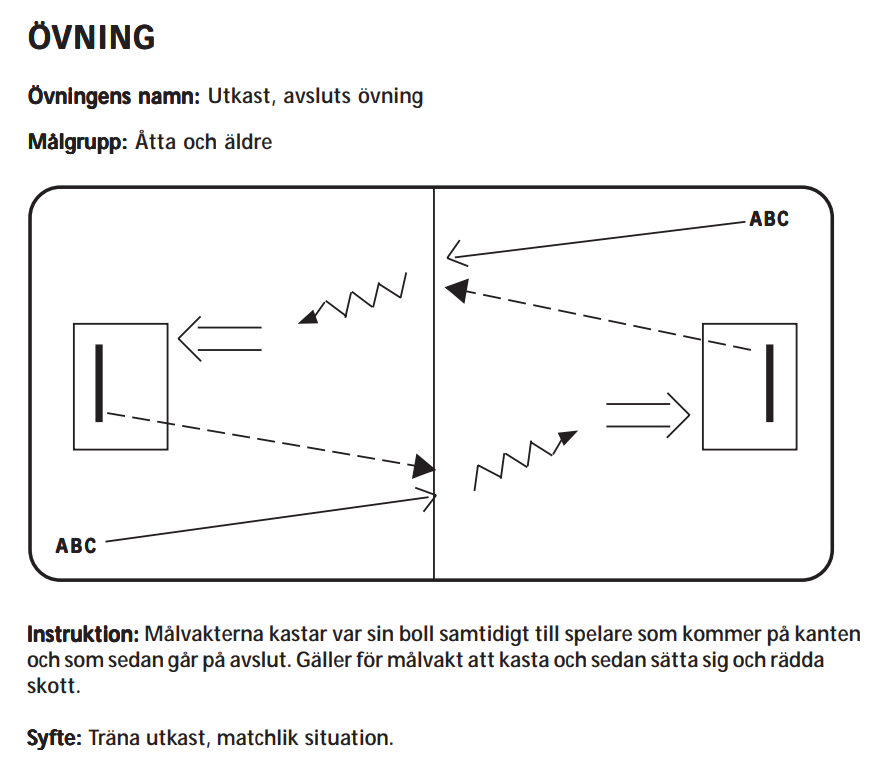 ÖVNING
Övningens namn: Utkast, avsluts övning
Målgrupp: Åtta och äldre
ABC
ABC
Instruktion: Målvakterna kastar var sin boll samtidigt till spelare som kommer på kanten
och som sedan går på avslut. Gäller för målvakt att kasta och sedan sätta sig och rädda
skott.
Syfte: Träna utkast, matchlik situation.